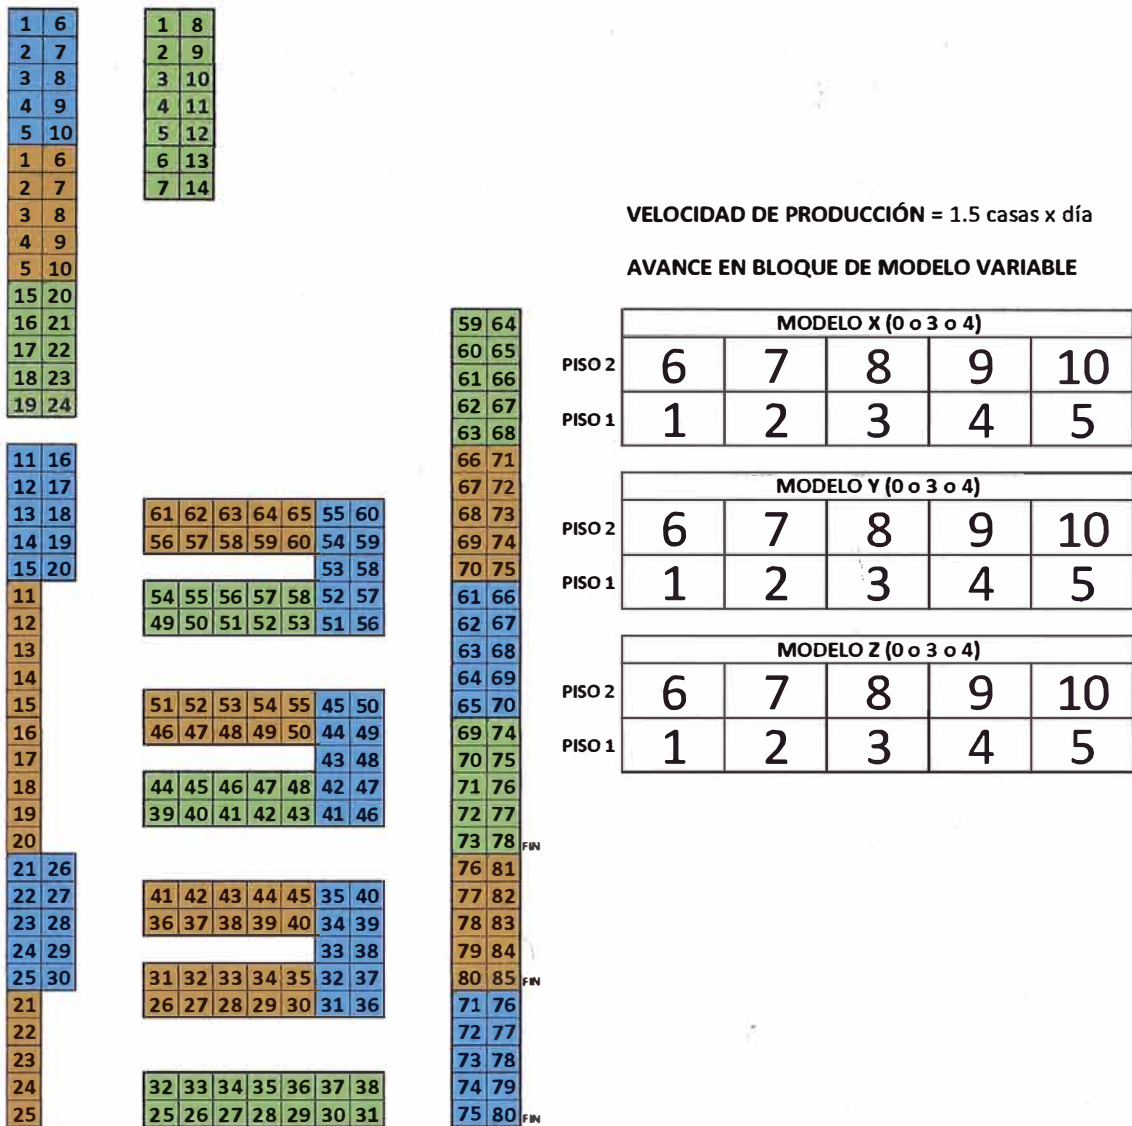 1 6
2 7
3 8
4 9
5 10
1 6
2 7
3 8
4 9
5 10
15 20
16 21
17 22
18 23
19 24
11 16
12 17
13 18
14 19
15 20
11
12
13
14
15
16
17
18
19
20
21 26
22 27
23 28
24 29
25 30
21
22
23
24
25
1 8
2 9
3 10
4 11
5 12
6 13
7 14
61 62 63 64 65 55 60
56 57 58 59 60 54 59
53 58
54 55 56 57 58 52 57
49 50 51 52 53 51 56
51 52 53 54 55 45 50
46 47 48 49 50 44 49
43 48
44 45 46 47 48 42 47
39 40 41 42 43 41 46
41 42 43 44 45 35 40
36 37 38 39 40 34 39
33 38
31 32 33 34 35 32 37
26 27 28 29 30 31 36
32 33 34 35 36 37 38
25 26 27 28 29 30 31
59 64
60 65
61 66
62 67
63 68
66 71
67 72
68 73
69 74
70 75
61 66
62 67
63 68
64 69
65 70
69 74
70 75
71 76
72 77
73 78 FIN
76 81
77 82
78 83
79 84
80 85 FIN
71 76
72 77
73 78
74 79
75 80 FIN
VELOCIDAD DE PRODUCCIÓN = 1.5 casas x día
AVANCE EN BLOQUE DE MODELO VARIABLE
MODELO X (0 o 3 o 4)
PISO 2 6 7 8 9 10
PISO 1 1 2 3 4 5
MODELO Y (0 o 3 o 4)
PISO 2 6 7 8 9 10
PISO 1 1 2 3 4 5
MODELO Z (0 o 3 o 4)
PISO 2 6 7 8 9 10
PISO 1 1 2 3 4 5